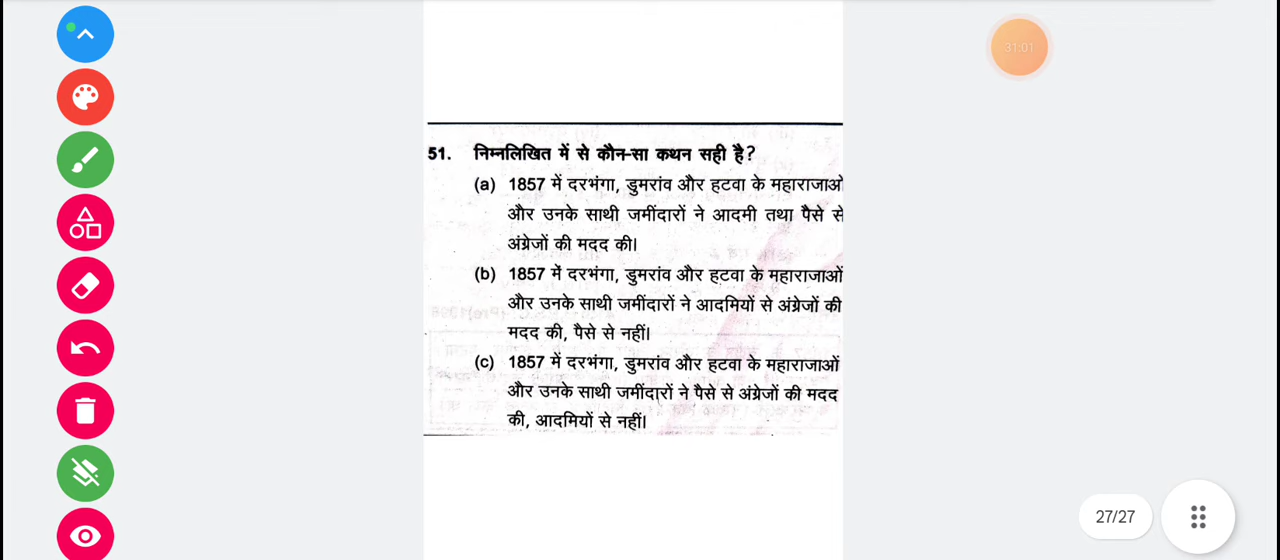 31:01
51. निम्नलिखित में से कौन-सा कथन सही है?
(a) 1857 में दरभंगा, डुमरांव और हटवा के महाराजाओं
और उनके साथी जमींदारों ने आदमी तथा पैसे से
अंग्रेजों की मदद की।
(b) 1857 में दरभंगा, डुमरांव और हटवा के महाराजाओं
और उनके साथी जमींदारों ने आदमियों से अंग्रेजों की
मदद की, पैसे से नहीं।
(c) 1857 में दरभंगा, डुमरांव और हटवा के महाराजाओं
और उनके साथी जमींदारों ने पैसे से अंग्रेजों की मदद
की, आदमियों से नहीं।
27/27